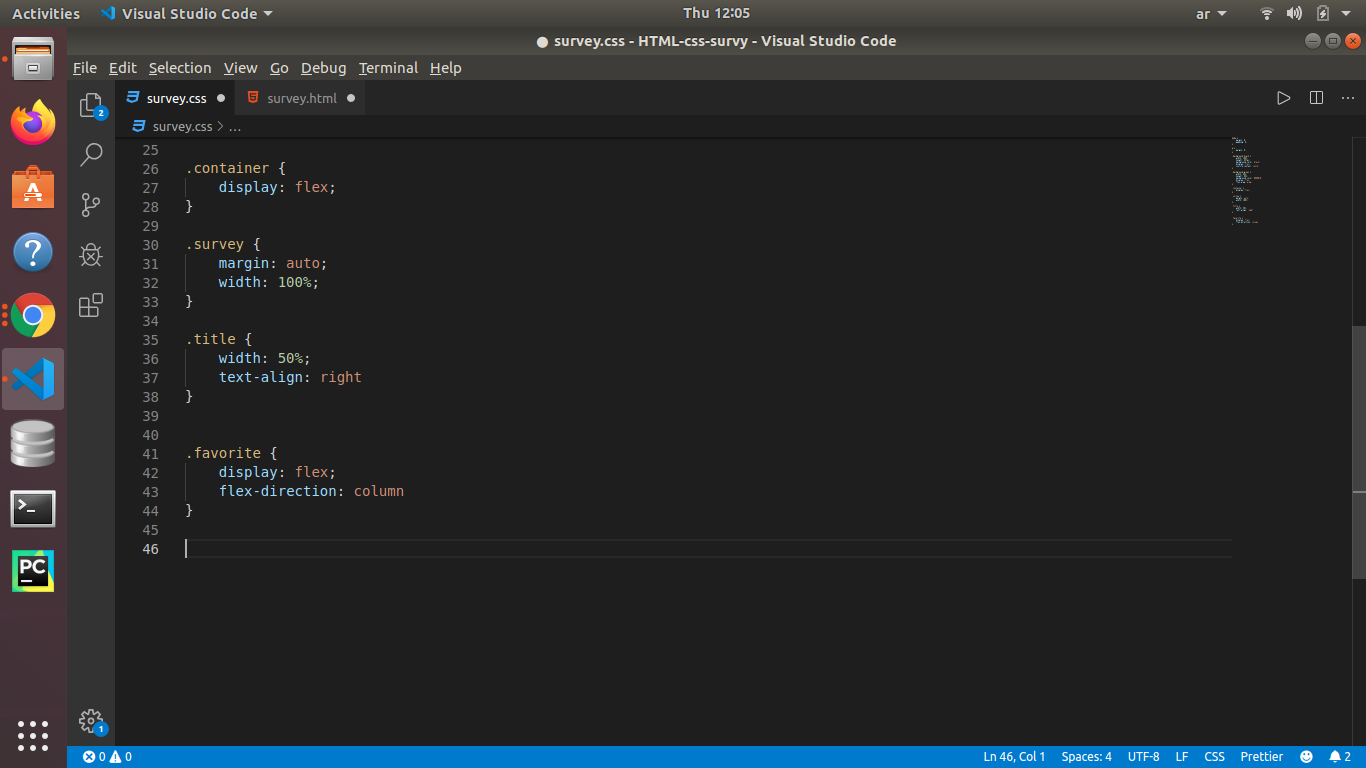 Activities Visual Studio Code Thu 12:05 ar
survey.css - HTML-css-survy - Visual Studio Code
File Edit Selection View Go Debug Terminal Help
survey.css survey.html
survey.css > ...
2
25
26 .container {
27 display: flex;
28 }
29
30 .survey {
31 margin: auto;
32 width: 100%;
33 }
34
35 .title {
36 width: 50%;
37 text-align: right
38 }
39
40
41 .favorite {
42 display: flex;
43 flex-direction: column
44 }
45
46
PC
1
0 0 Ln 46, Col 1 Spaces: 4 UTF-8 LF CSS Prettier 2